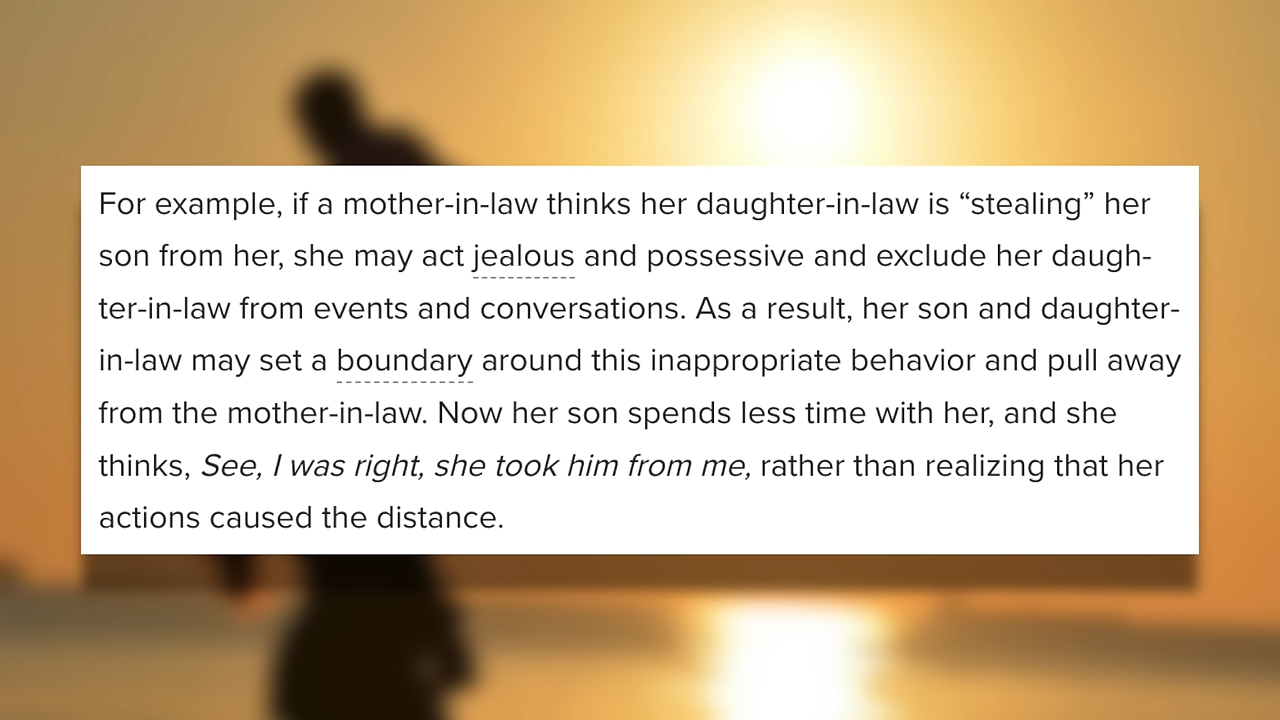 For example, if a mother-in-law thinks her daughter-in-law is “stealing” her
son from her, she may act jealous and possessive and exclude her daugh-
ter-in-law from events and conversations. As a result, her son and daughter-
in-law may set a boundary around this inappropriate behavior and pull away
from the mother-in-law. Now her son spends less time with her, and she
thinks, See, I was right, she took him from me, rather than realizing that her
actions caused the distance.